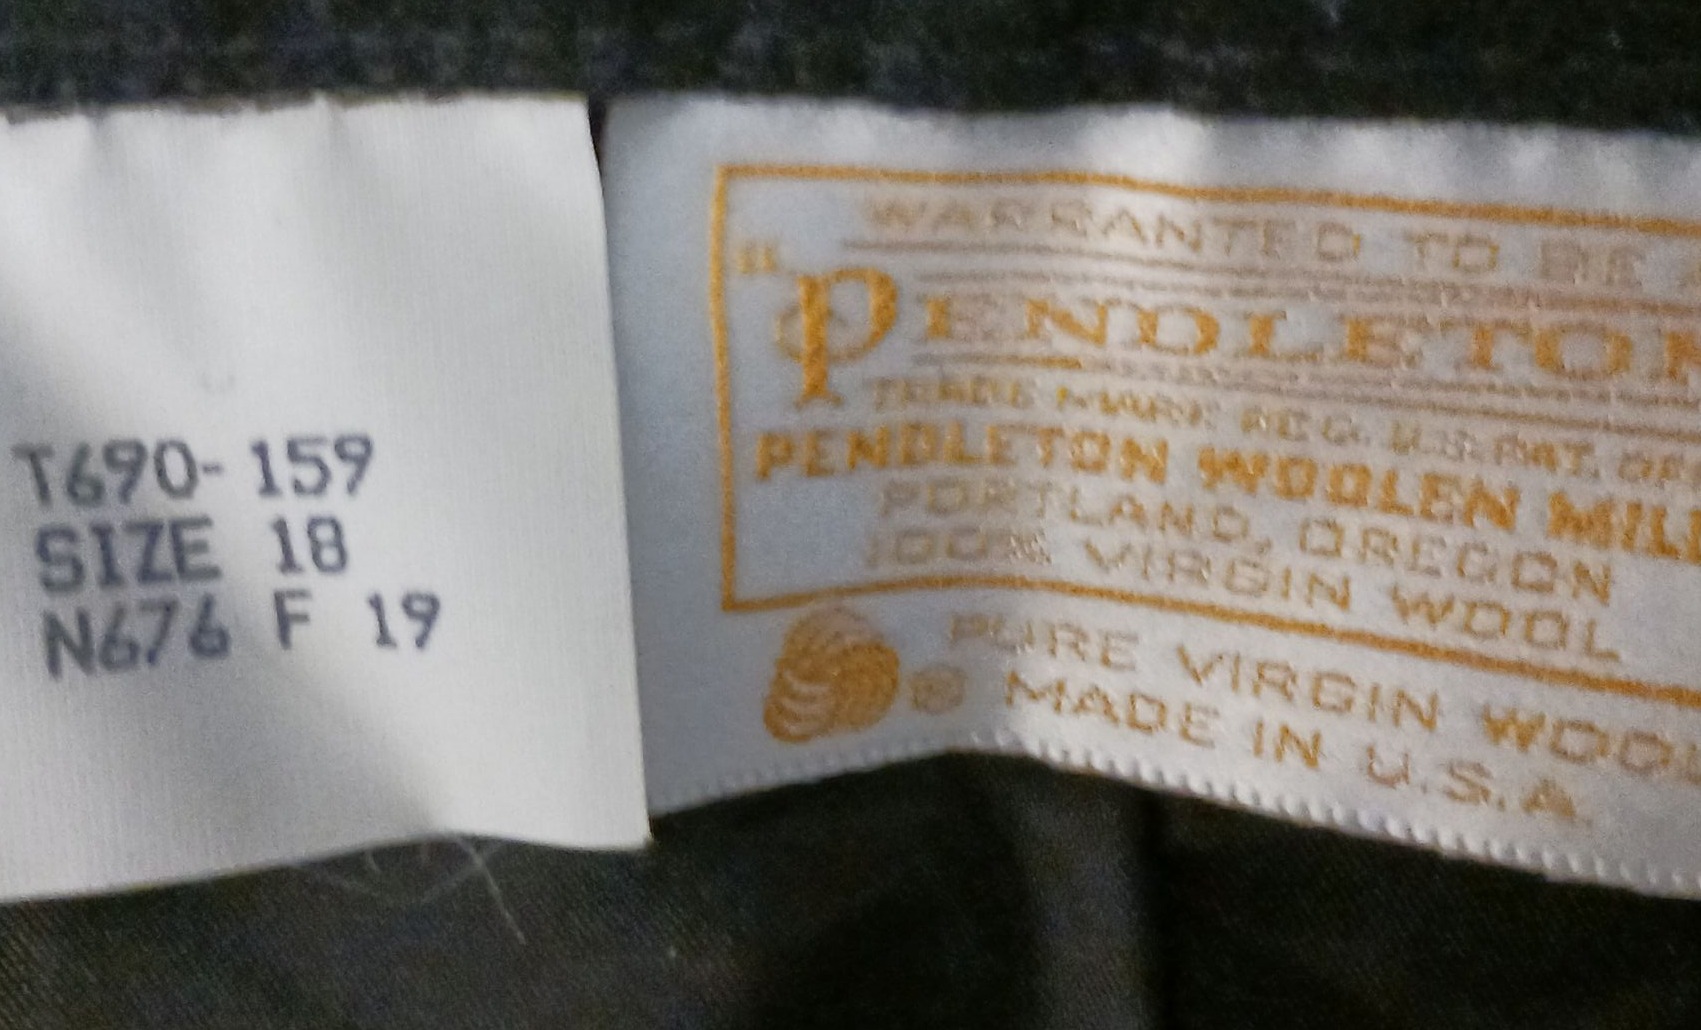 T690-159
SIZE 18
N676 F 19
WARRANTED TO BE
"PENDLETON
TRADE MARK REG. U.S. PAT. OFF
PENDLETON WOOLEN MILL
PORTLAND, OREGON
100% VIRGIN WOOL
® PURE VIRGIN WOOL
MADE IN U.S.A.